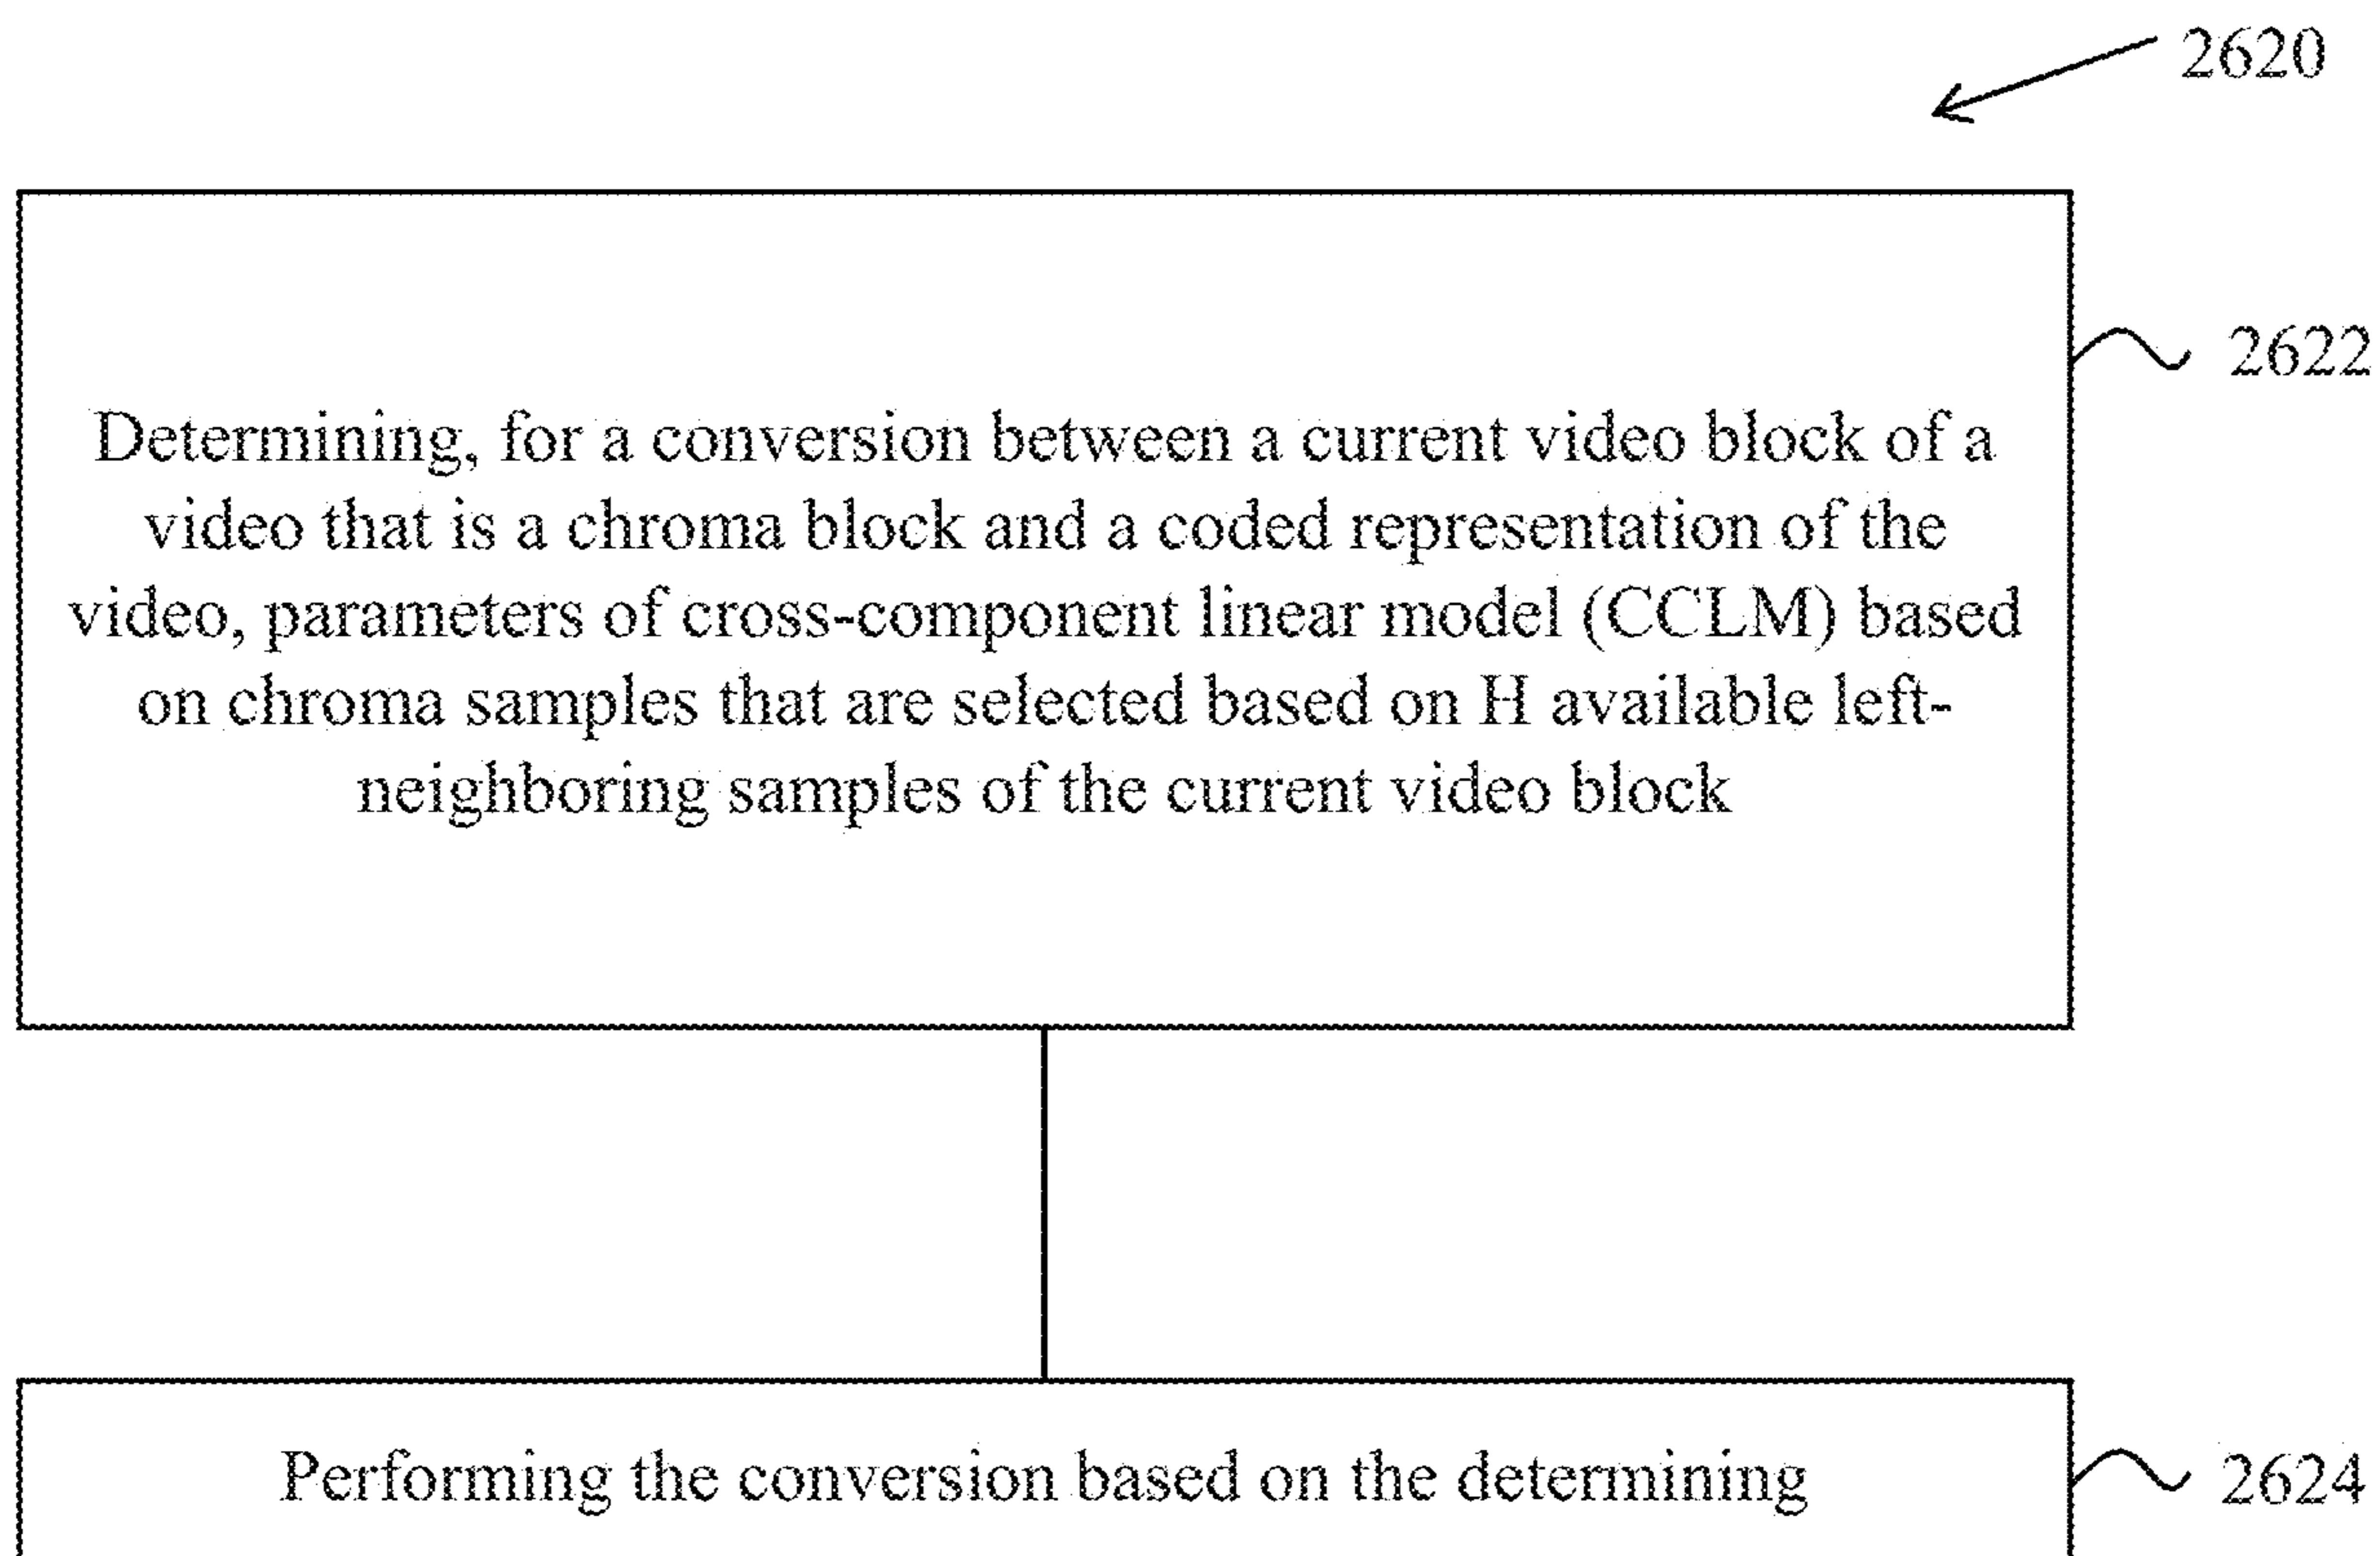 2620
2622
Determining, for a conversion between a current video block of a
video that is a chroma block and a coded representation of the
video, parameters of cross-component linear model (CCLM) based
on chroma samples that are selected based on H available left-
neighboring samples of the current video block
Performing the conversion based on the determining
2624